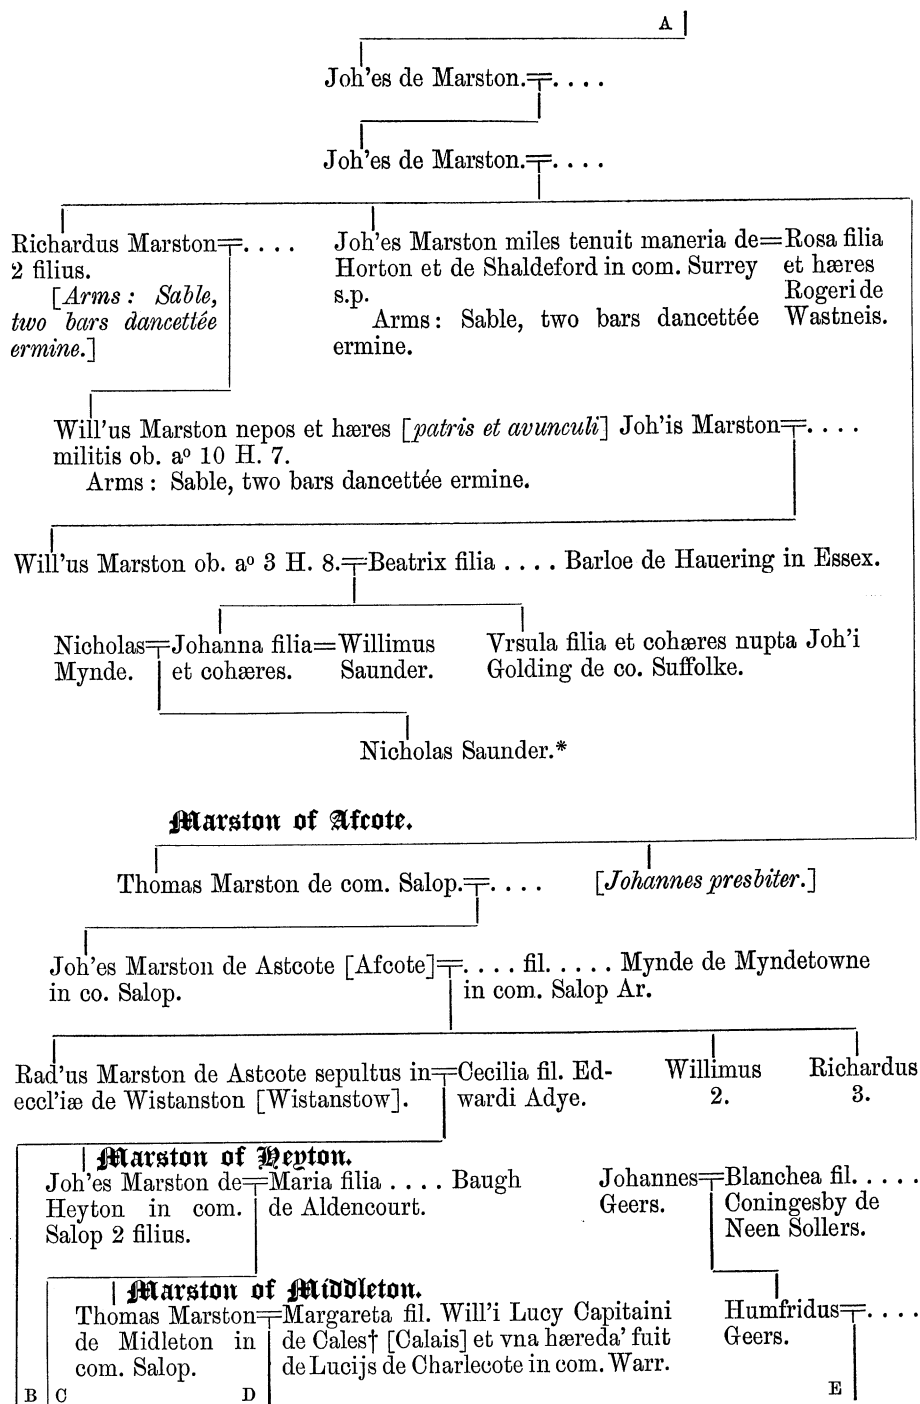 A
Joh'es de Marston.=. . . .
Joh'es de Marston.=. . . .
Richardus Marston=. . . .
2 filius.
[Arms : Sable,
two bars dancettée
ermine.]
Joh'es Marston miles tenuit maneria de=Rosa filia
Horton et de Shaldeford in com. Surrey et hæres
s.p. Rogeri de
Arms : Sable, two bars dancettée Wastneis.
ermine.
Will'us Marston nepos et hæres [patris et avunculi] Joh'is Marston=. . . .
militis ob. aº 10 H. 7.
Arms : Sable, two bars dancettée ermine.
Will'us Marston ob. aº 3 H. 8.=Beatrix filia . . . . Barloe de Hauering in Essex.
Nicholas=Johanna filia=Willimus
Mynde. et cohæres. Saunder.
Vrsula filia et cohæres nupta Joh'i
Golding de co. Suffolke.
Nicholas Saunder.*
Marston of Afcote.
Thomas Marston de com. Salop.=. . . . [Johannes presbiter.]
Joh'es Marston de Astcote [Afcote]=. . . . fil. . . . . Mynde de Myndetowne
in co. Salop. in com. Salop Ar.
Rad'us Marston de Astcote sepultus in=Cecilia fil. Ed-
eccl'iæ de Wistanston [Wistanstow]. wardi Adye.
Willimus
2.
Richardus
3.
Marston of Heyton.
Joh'es Marston de=Maria filia . . . . Baugh
Heyton in com. de Aldencourt.
Salop 2 filius.
Johannes=Blanchea fil. . . . .
Geers. Coningesby de
Neen Sollers.
Marston of Middleton.
Thomas Marston=Margareta fil. Will'i Lucy Capitaini
de Midleton in de Cales† [Calais] et vna hæreda' fuit
com. Salop. de Lucijs de Charlecote in com. Warr.
Humfridus=. . . .
Geers.
B C D E